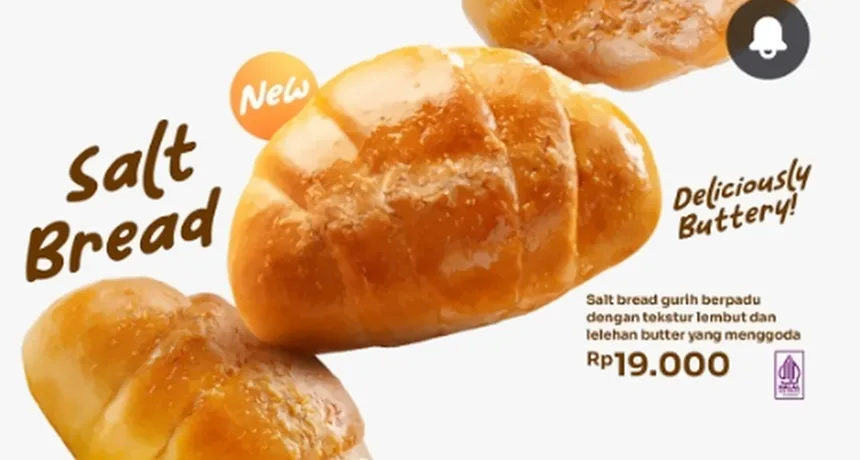 New
Salt
Bread
Deliciously
Buttery!
Salt bread gurih berpadu
dengan tekstur lembut dan
lelehan butter yang menggoda
Rp19.000
HALAL